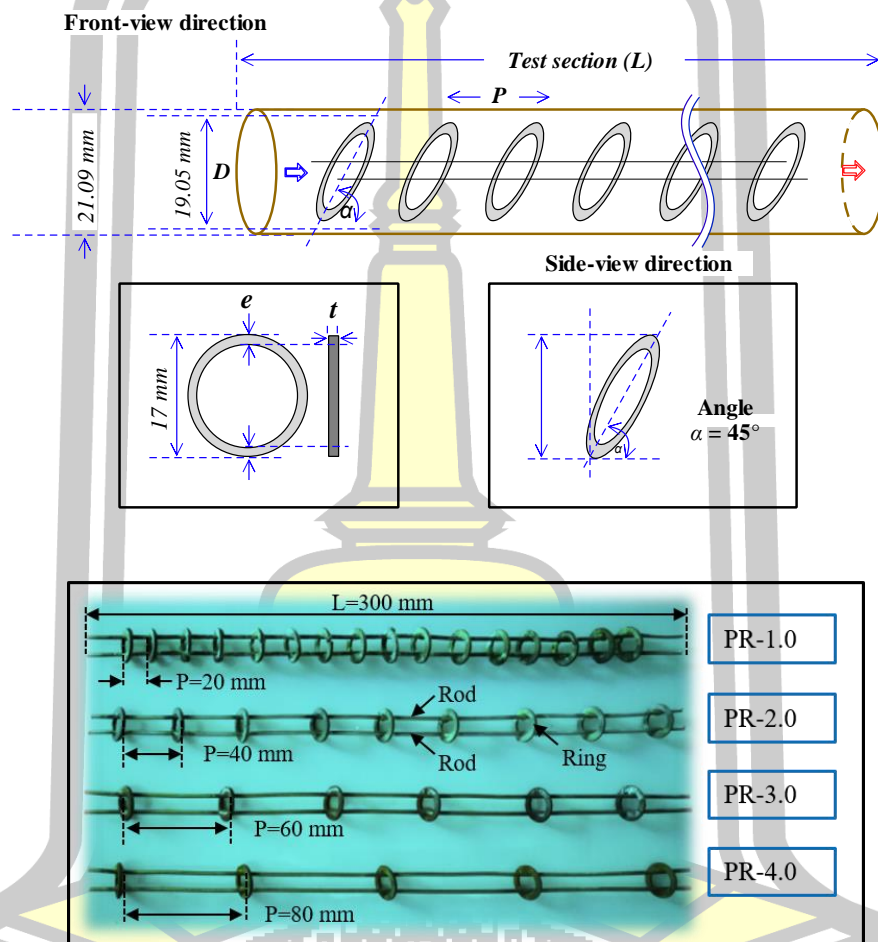 Front-view direction
Test section (L)
P
21.09 mm
19.05 mm
D
α
Side-view direction
e
t
17 mm
Angle
α = 45°
α
L=300 mm
PR-1.0
P=20 mm
Rod
PR-2.0
P=40 mm
Rod
Ring
PR-3.0
P=60 mm
PR-4.0
P=80 mm